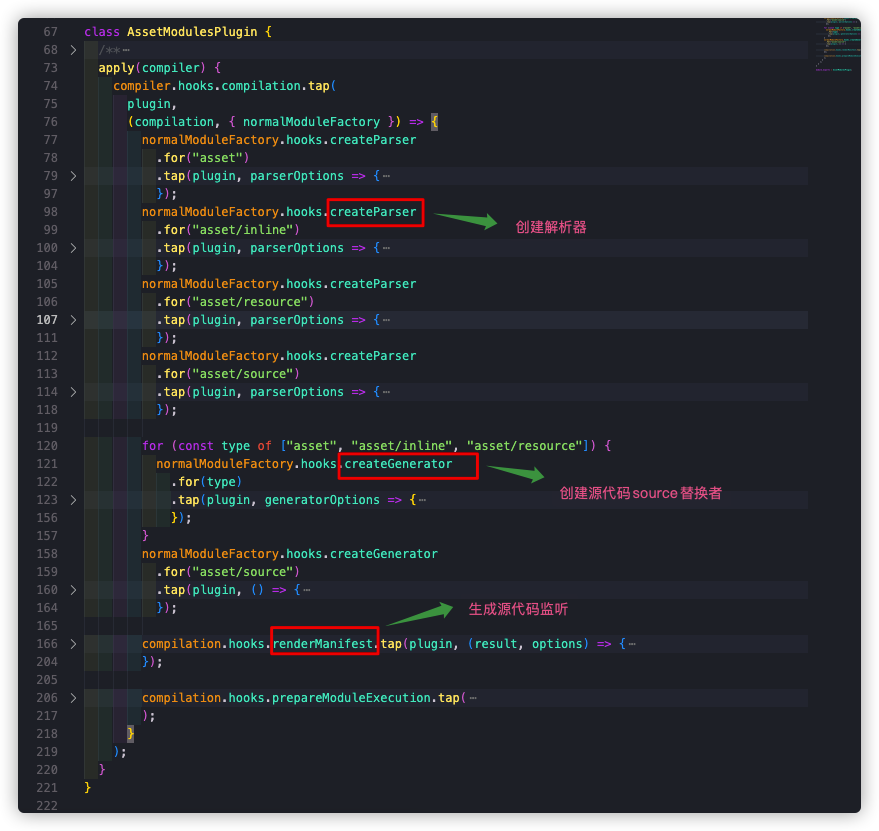 67 class AssetModulesPlugin {
68 /**⋯
73 apply(compiler) {
74 compiler.hooks.compilation.tap(
75 plugin,
76 (compilation, { normalModuleFactory }) => {
77 normalModuleFactory.hooks.createParser
78 .for("asset")
79 .tap(plugin, parserOptions => {⋯
97 });
98 normalModuleFactory.hooks.createParser 创建解析器
99 .for("asset/inline")
100 .tap(plugin, parserOptions => {⋯
104 });
105 normalModuleFactory.hooks.createParser
106 .for("asset/resource")
107 .tap(plugin, parserOptions => {⋯
111 });
112 normalModuleFactory.hooks.createParser
113 .for("asset/source")
114 .tap(plugin, parserOptions => {⋯
118 });
119
120 for (const type of ["asset", "asset/inline", "asset/resource"]) {
121 normalModuleFactory.hooks.createGenerator
122 .for(type) 创建源代码source替换者
123 .tap(plugin, generatorOptions => {⋯
156 });
157 }
158 normalModuleFactory.hooks.createGenerator
159 .for("asset/source")
160 .tap(plugin, () => {⋯
164 }); 生成源代码监听
165
166 compilation.hooks.renderManifest.tap(plugin, (result, options) => {⋯
204 });
205
206 compilation.hooks.prepareModuleExecution.tap(⋯
217 );
218 }
219 );
220 }
221 }
222